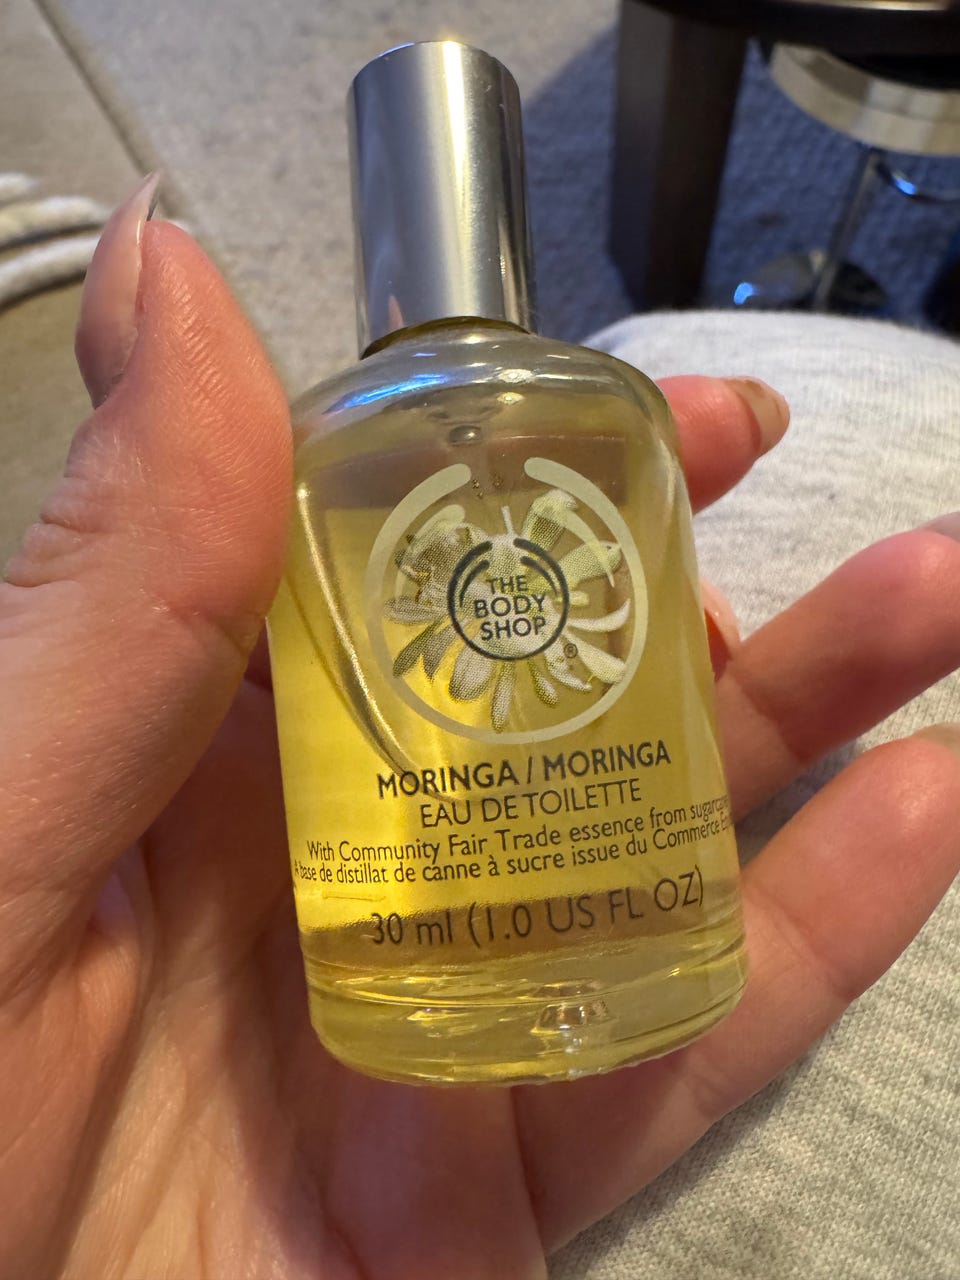 THE
BODY
SHOP
®
MORINGA / MORINGA
EAU DE TOILETTE
With Community Fair Trade essence from
A base de distillat de canne à sucre issue du Commerce
30 ml (1.0 US FL OZ)